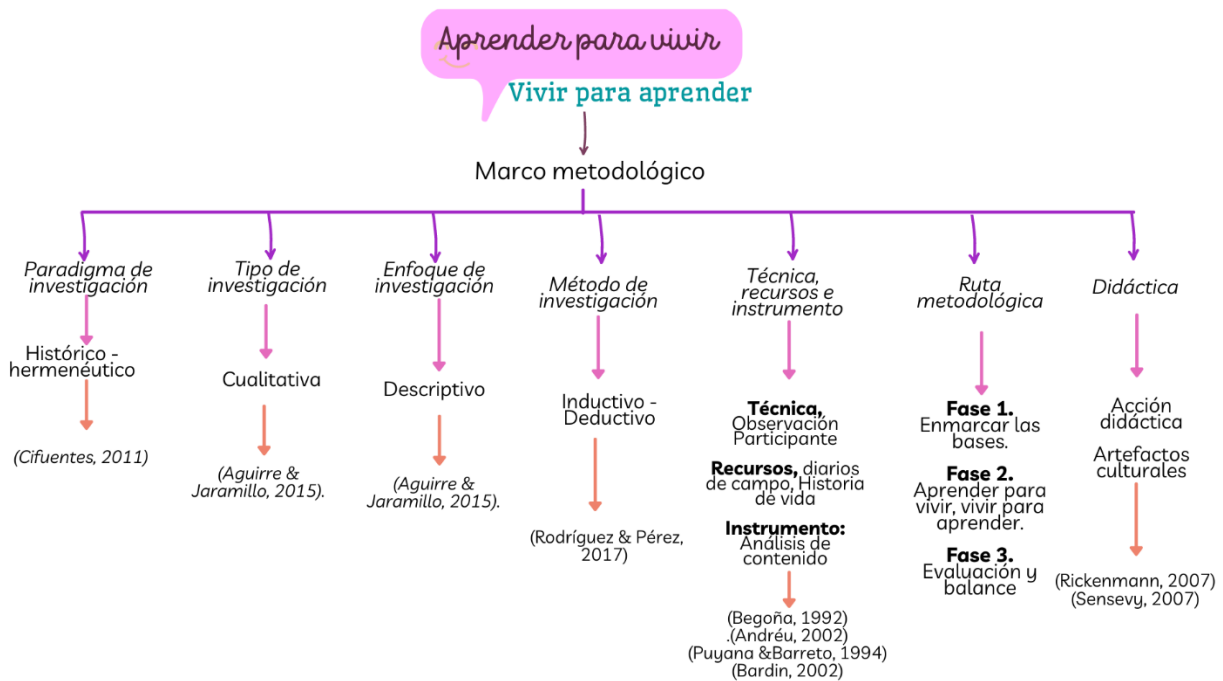 Aprender para vivir
Vivir para aprender
Marco metodológico
Paradigma de
investigación
Histórico -
hermenéutico
(Cifuentes, 2011)
Tipo de
investigación
Cualitativa
(Aguirre &
Jaramillo, 2015).
Enfoque de
investigación
Descriptivo
(Aguirre &
Jaramillo, 2015).
Método de
investigación
Inductivo -
Deductivo
(Rodríguez & Pérez,
2017)
Técnica,
recursos e
instrumento
Técnica,
Observación
Participante
Recursos, diarios
de campo, Historia
de vida
Instrumento:
Análisis de
contenido
(Begoña, 1992)
.(Andréu, 2002)
(Puyana &Barreto, 1994)
(Bardin, 2002)
Ruta
metodológica
Fase 1.
Enmarcar las
bases.
Fase 2.
Aprender para
vivir, vivir para
aprender.
Fase 3.
Evaluación y
balance
Didáctica
Acción
didáctica
Artefactos
culturales
(Rickenmann, 2007)
(Sensevy, 2007)